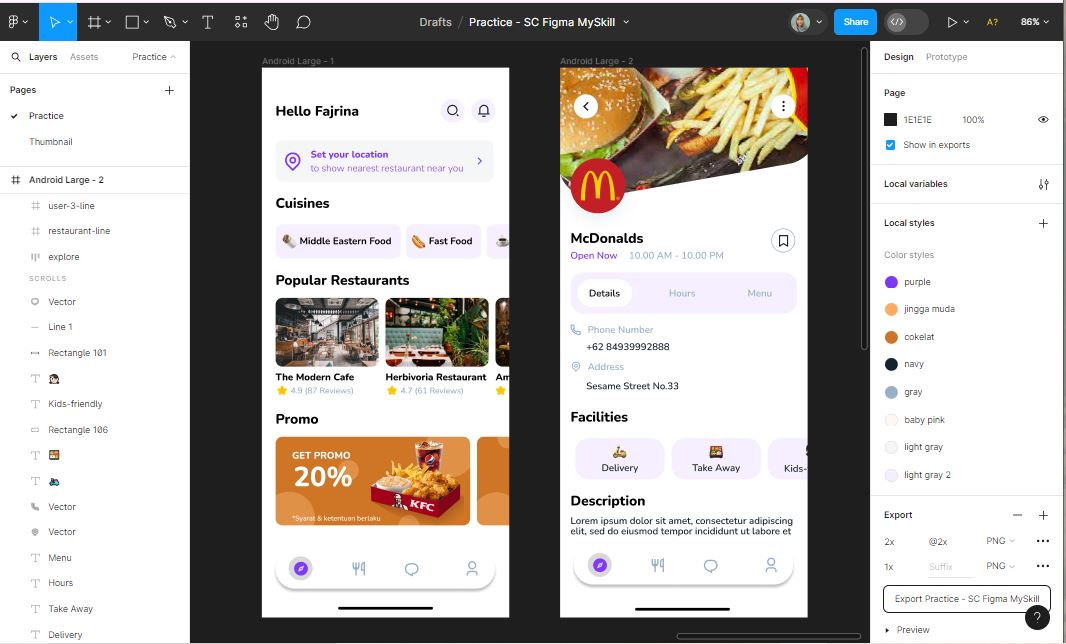 Drafts / Practice - SC Figma MySkill
Share
A?
86%
Layers
Assets
Practice
Pages
Practice
Thumbnail
Android Large - 2
user-3-line
restaurant-line
explore
SCROLLS
Vector
Line 1
Rectangle 101
Kids-friendly
Rectangle 106
Vector
Vector
Menu
Hours
Take Away
Delivery
Android Large - 1
Hello Fajrina
Set your location
to show nearest restaurant near you
Cuisines
Middle Eastern Food
Fast Food
Popular Restaurants
The Modern Cafe
Herbivoria Restaurant
Am
4.9 (87 Reviews)
4.7 (61 Reviews)
Promo
GET PROMO
20%
KFC
*Syarat & ketentuan berlaku
Android Large - 2
McDonalds
Open Now
10.00 AM - 10.00 PM
Details
Hours
Menu
Phone Number
+62 84939992888
Address
Sesame Street No.33
Facilities
Delivery
Take Away
Kids-
Description
Lorem ipsum dolor sit amet, consectetur adipiscing
elit, sed do eiusmod tempor incididunt ut labore et
Design
Prototype
Page
1E1E1E
100%
Show in exports
Local variables
Local styles
Color styles
purple
jingga muda
cokelat
navy
gray
baby pink
light gray
light gray 2
Export
2x
@2x
PNG
1x
Suffix
PNG
Export Practice - SC Figma MySkill
?
Preview